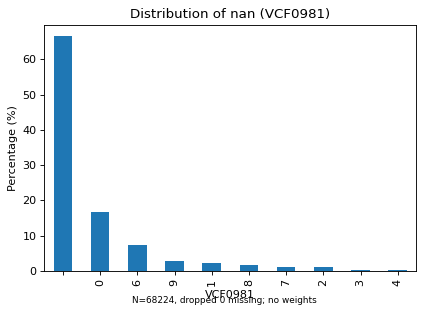 Distribution of nan (VCF0981)
Percentage (%)
60
50
40
30
20
10
0
0 6 9 1 8 7 2 3 4
VCF0981
N=68224, dropped 0 missing; no weights